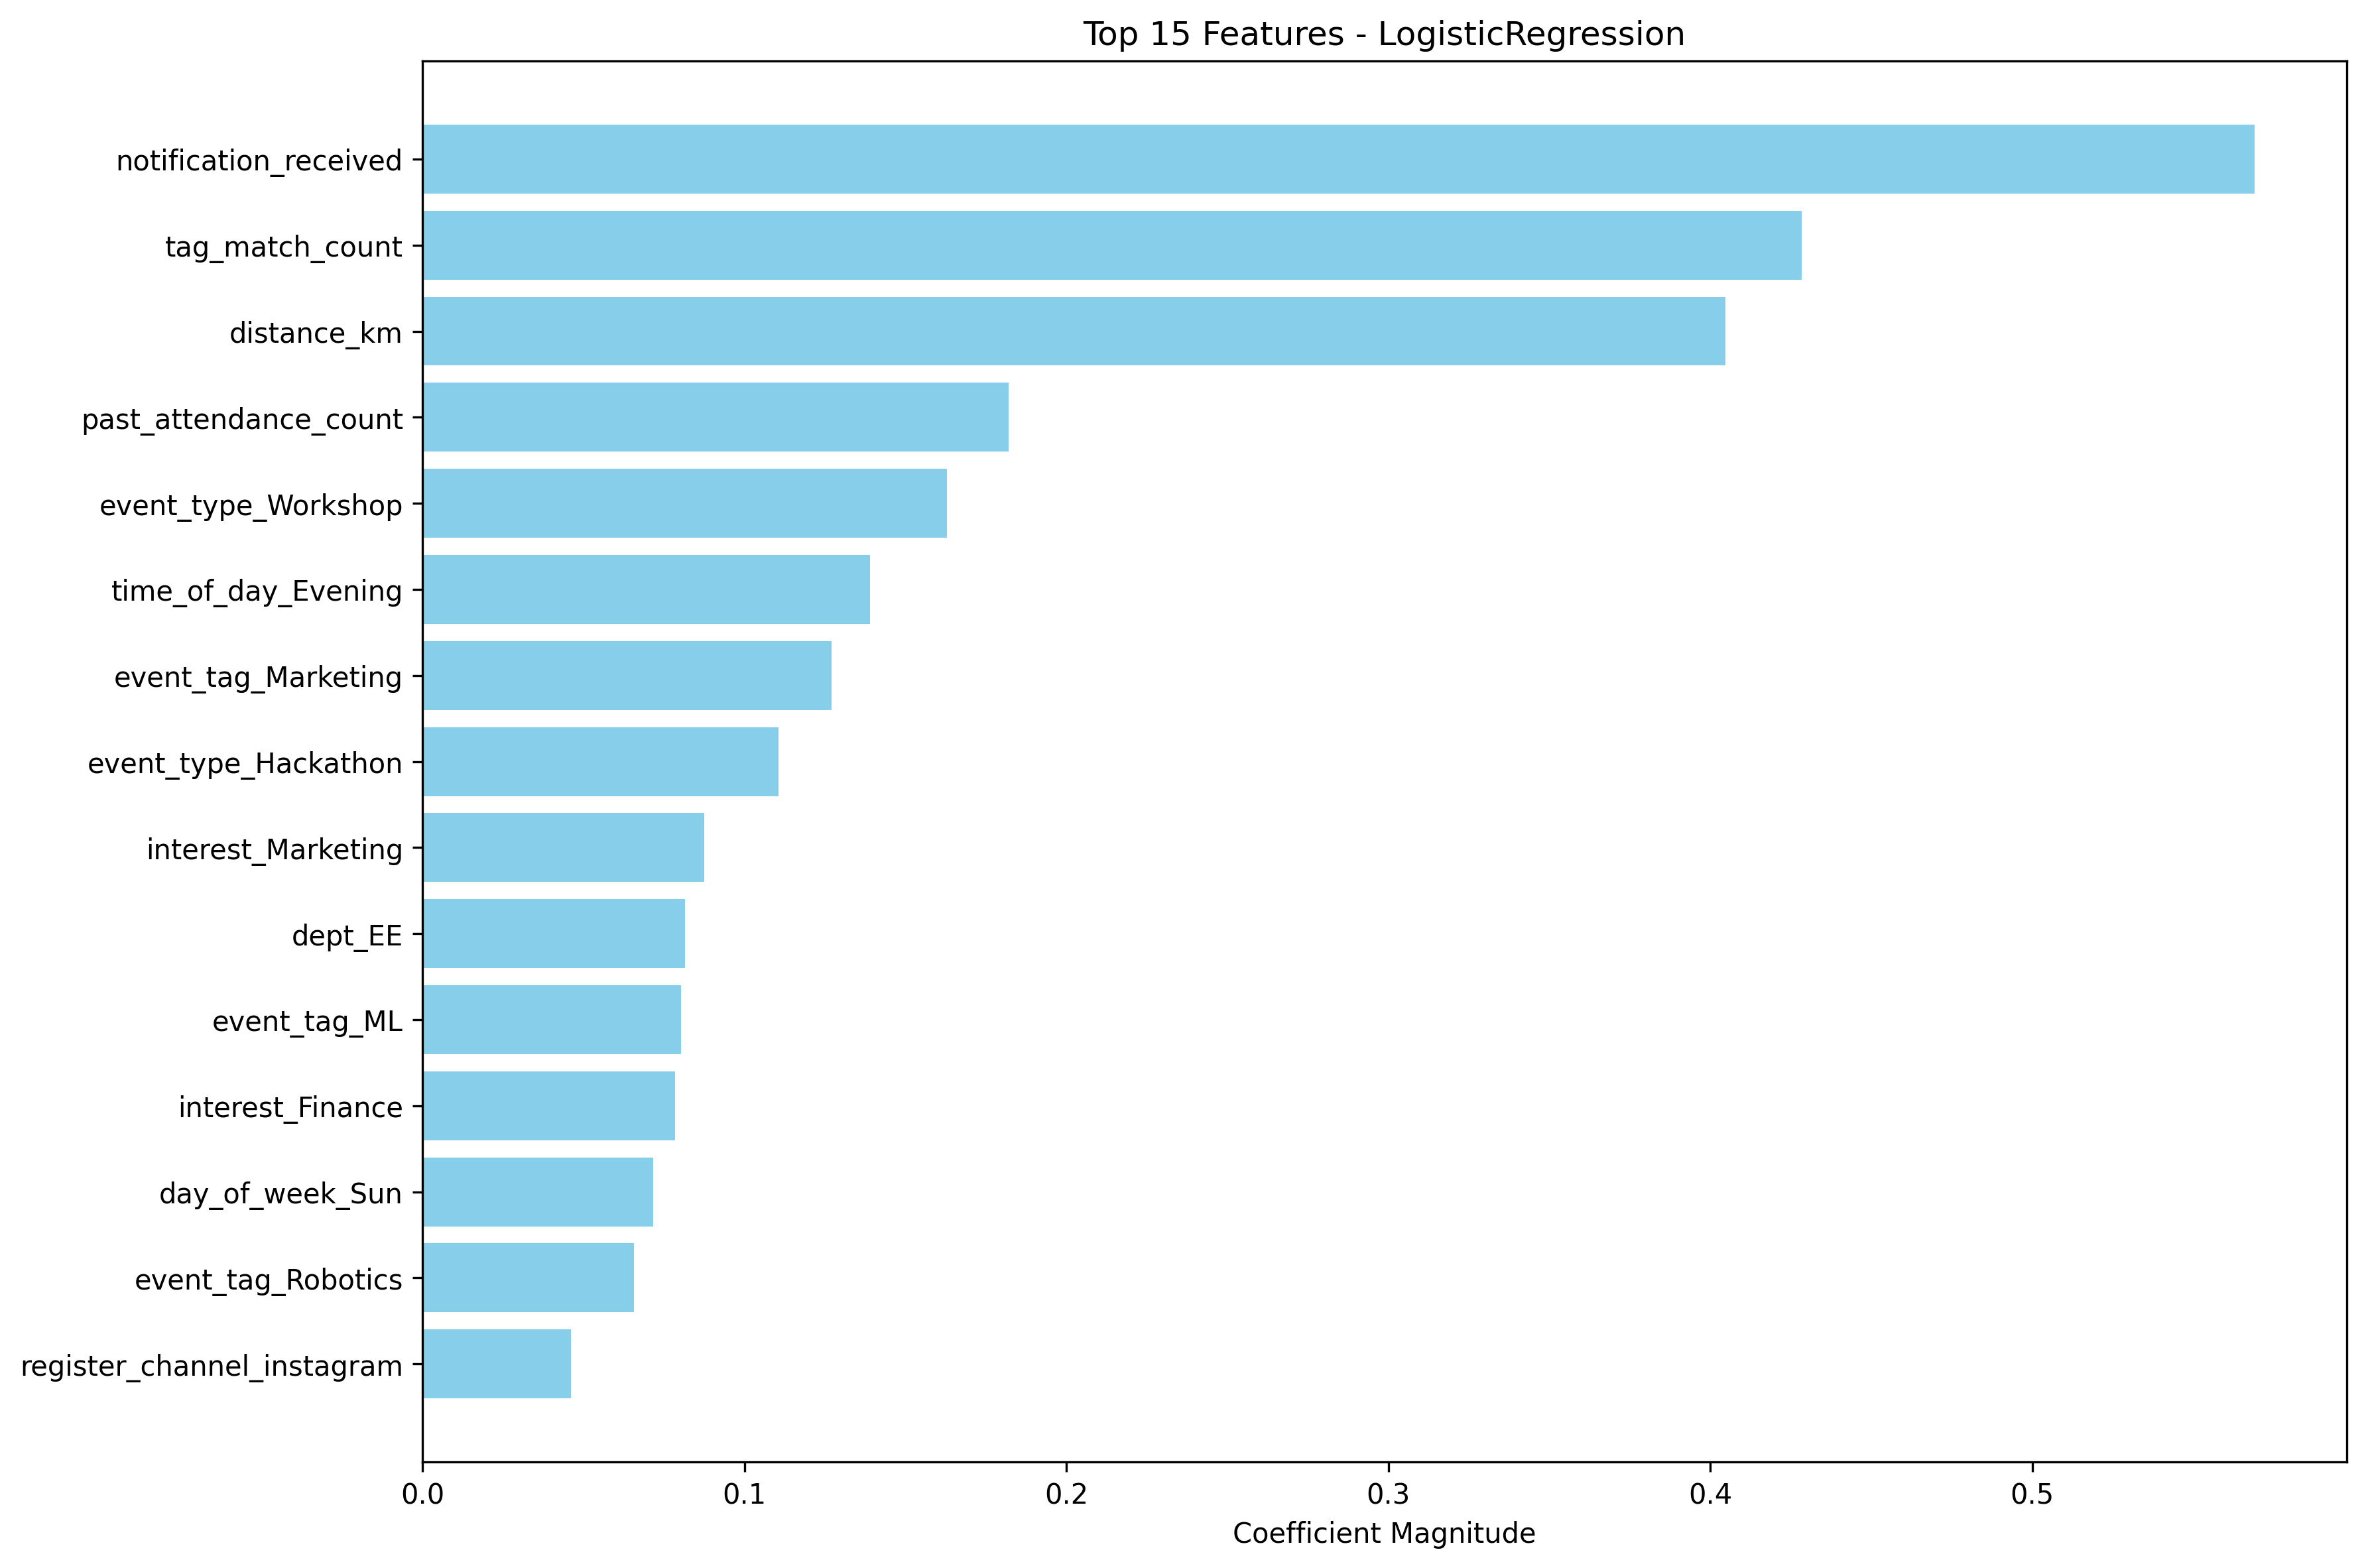 Top 15 Features - LogisticRegression
notification_received
tag_match_count
distance_km
past_attendance_count
event_type_Workshop
time_of_day_Evening
event_tag_Marketing
event_type_Hackathon
interest_Marketing
dept_EE
event_tag_ML
interest_Finance
day_of_week_Sun
event_tag_Robotics
register_channel_instagram
0.0 0.1 0.2 0.3 0.4 0.5
Coefficient Magnitude